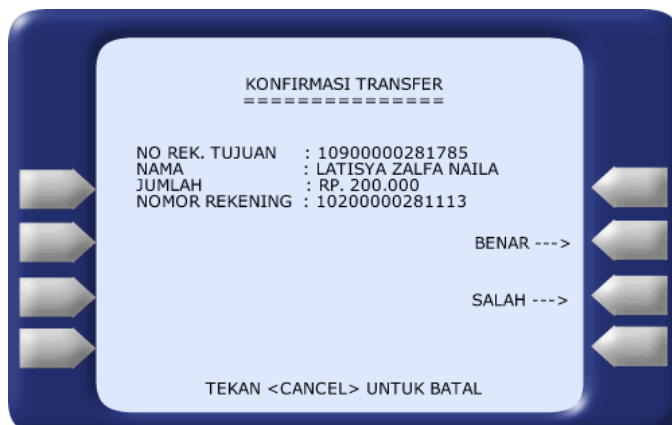 KONFIRMASI TRANSFER
===============
NO REK. TUJUAN : 10900000281785
NAMA : LATISYA ZALFA NAILA
JUMLAH : RP. 200.000
NOMOR REKENING : 10200000281113
BENAR --->
SALAH --->
TEKAN <CANCEL> UNTUK BATAL